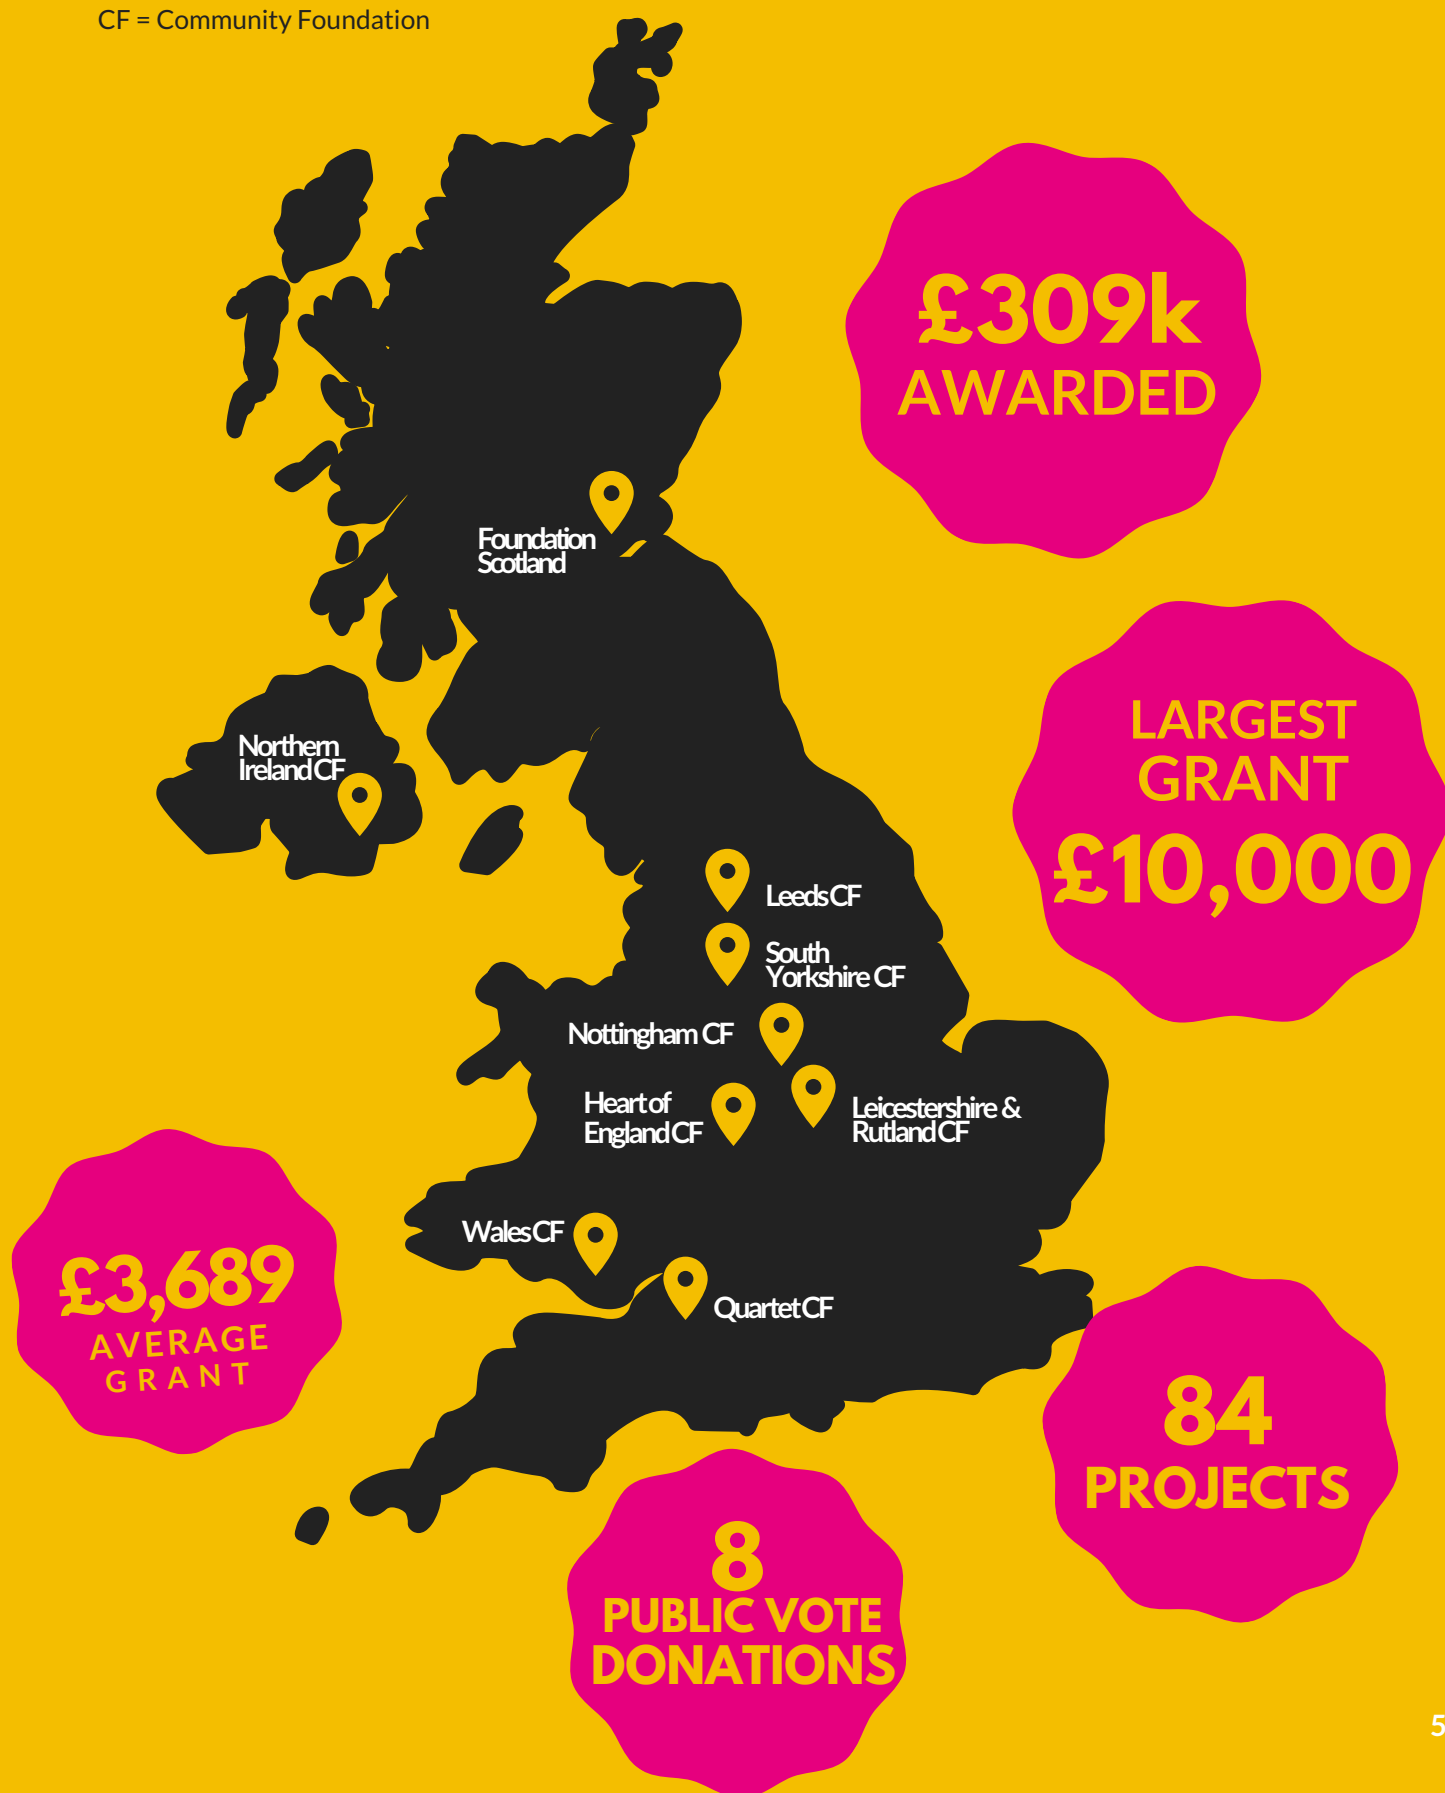 CF = Community Foundation
£309k
AWARDED
Foundation
Scotland
LARGEST
GRANT
£10,000
Northern
Ireland CF
Leeds CF
South
Yorkshire CF
Nottingham CF
Heart of
England CF
Leicestershire &
Rutland CF
£3,689
AVERAGE
GRANT
Wales CF
Quartet CF
84
PROJECTS
8
PUBLIC VOTE
DONATIONS
5